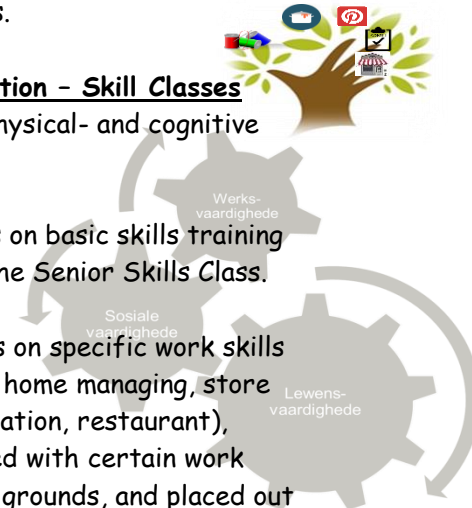 s.
tion – Skill Classes
hysical- and cognitive
Werks-
vaardighede
on basic skills training
he Senior Skills Class.
Sosiale
vaardighede
s on specific work skills
home managing, store
Lewens-
vaardighede
ation, restaurant),
ed with certain work
grounds, and placed out